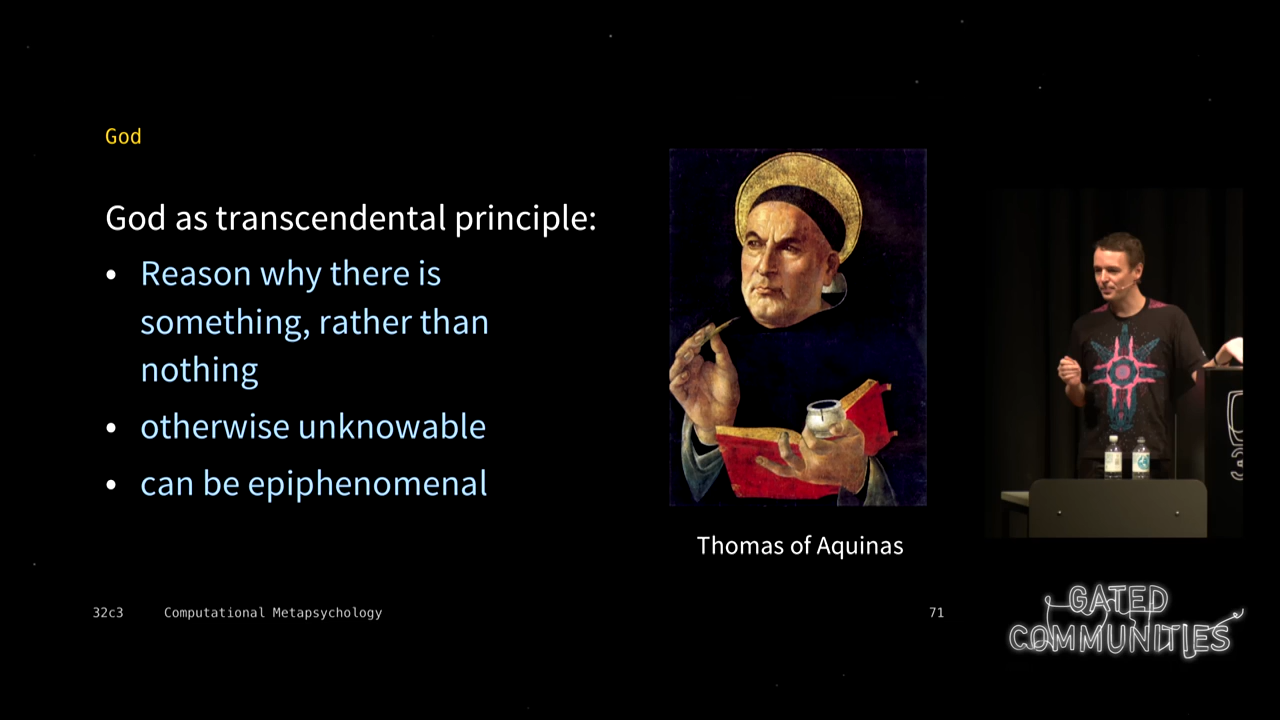 God
God as transcendental principle:
• Reason why there is
something, rather than
nothing
• otherwise unknowable
• can be epiphenomenal
Thomas of Aquinas
32c3 Computational Metapsychology 71
GATED
COMMUNITIES